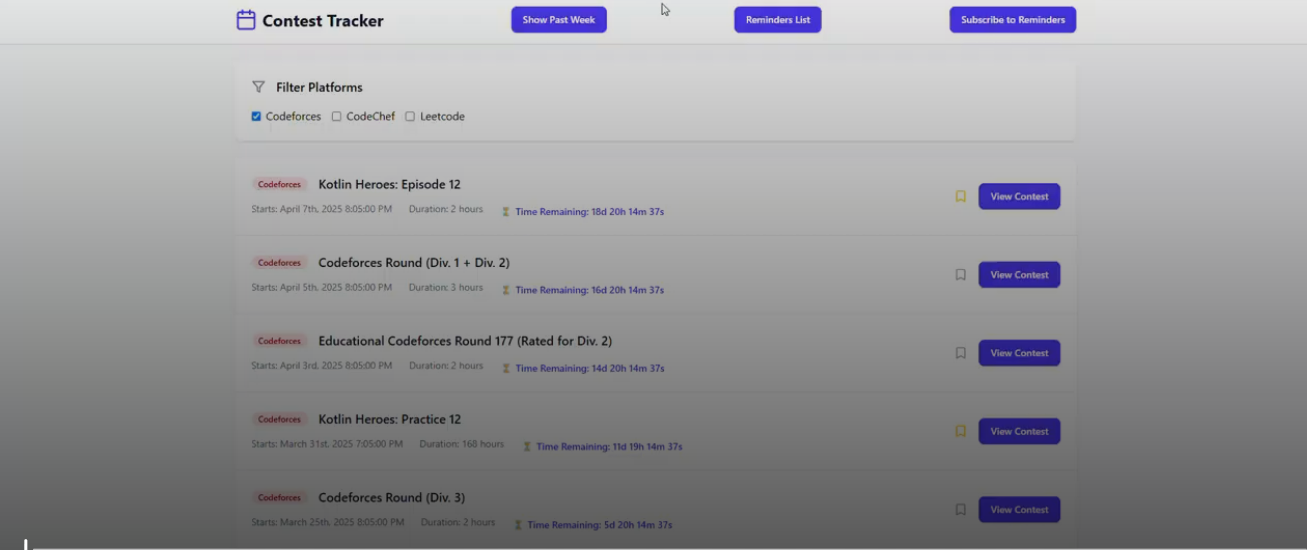 Contest Tracker Show Past Week Reminders List Subscribe to Reminders
Filter Platforms
Codeforces CodeChef Leetcode
Codeforces Kotlin Heroes: Episode 12
Starts: April 7th, 2025 8:05:00 PM Duration: 2 hours Time Remaining: 18d 20h 14m 37s
View Contest
Codeforces Codeforces Round (Div. 1 + Div. 2)
Starts: April 5th, 2025 8:05:00 PM Duration: 3 hours Time Remaining: 16d 20h 14m 37s
View Contest
Codeforces Educational Codeforces Round 177 (Rated for Div. 2)
Starts: April 3rd, 2025 8:05:00 PM Duration: 2 hours Time Remaining: 14d 20h 14m 37s
View Contest
Codeforces Kotlin Heroes: Practice 12
Starts: March 31st, 2025 7:05:00 PM Duration: 168 hours Time Remaining: 11d 19h 14m 37s
View Contest
Codeforces Codeforces Round (Div. 3)
Starts: March 25th, 2025 8:05:00 PM Duration: 2 hours Time Remaining: 5d 20h 14m 37s
View Contest